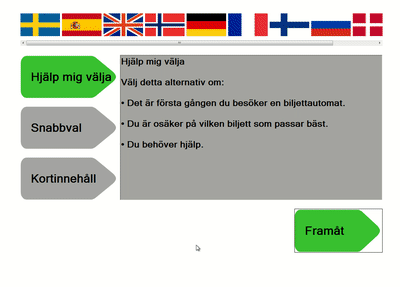 Hjälp mig välja
Hjälp mig välja
Välj detta alternativ om:
• Det är första gången du besöker en biljettautomat.
Snabbval
• Du är osäker på vilken biljett som passar bäst.
• Du behöver hjälp.
Kortinnehåll
Framåt